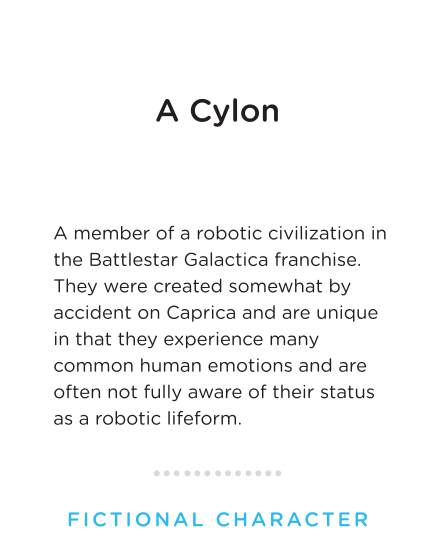 A Cylon
A member of a robotic civilization in
the Battlestar Galactica franchise.
They were created somewhat by
accident on Caprica and are unique
in that they experience many
common human emotions and are
often not fully aware of their status
as a robotic lifeform.
FICTIONAL CHARACTER